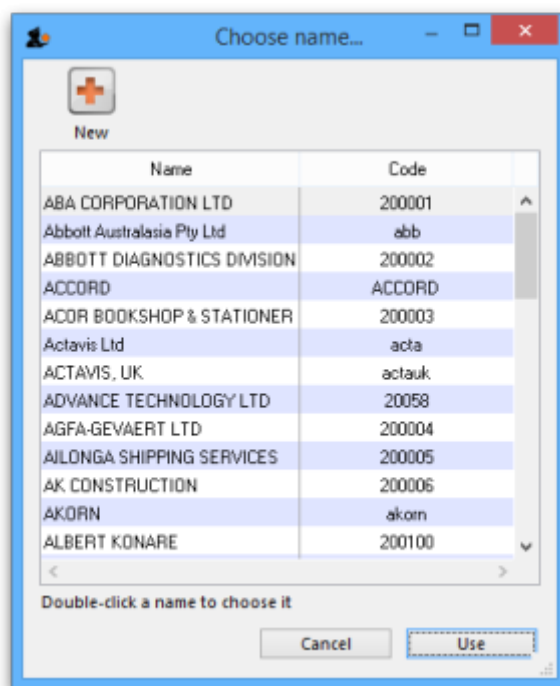 Choose name...
New
Name Code
ABA CORPORATION LTD 200001
Abbott Australasia Pty Ltd abb
ABBOTT DIAGNOSTICS DIVISION 200002
ACCORD ACCORD
ACOR BOOKSHOP & STATIONER 200003
Actavis Ltd acta
ACTAVIS, UK actauk
ADVANCE TECHNOLOGY LTD 20058
AGFA-GEVAERT LTD 200004
AILONGA SHIPPING SERVICES 200005
AK CONSTRUCTION 200006
AKORN akorn
ALBERT KONARE 200100
Double-click a name to choose it
Cancel Use